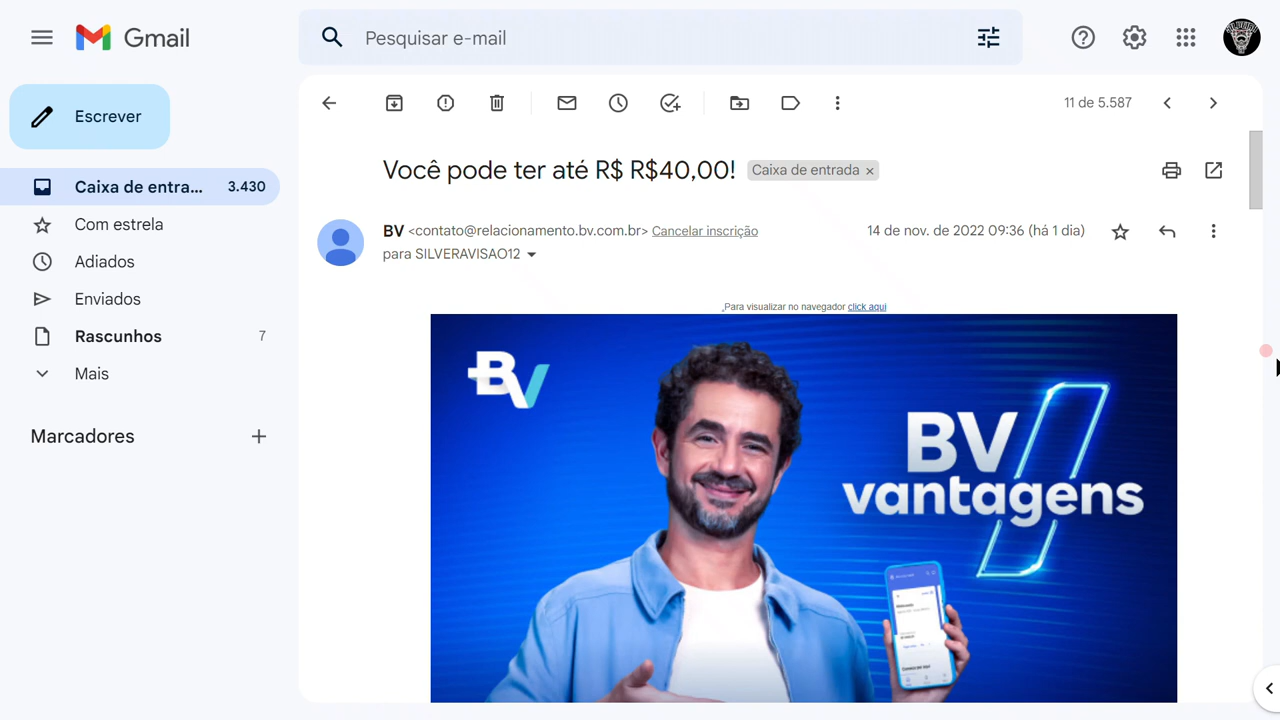 Gmail
Pesquisar e-mail
Escrever
11 de 5.587
Caixa de entra... 3.430
Com estrela
Adiados
Enviados
Rascunhos 7
Mais
Marcadores
Você pode ter até R$ R$40,00! Caixa de entrada ×
BV <contato@relacionamento.bv.com.br> Cancelar inscrição 14 de nov. de 2022 09:36 (há 1 dia)
para SILVERAVISAO12
Para visualizar no navegador click aqui
BV
BV
vantagens